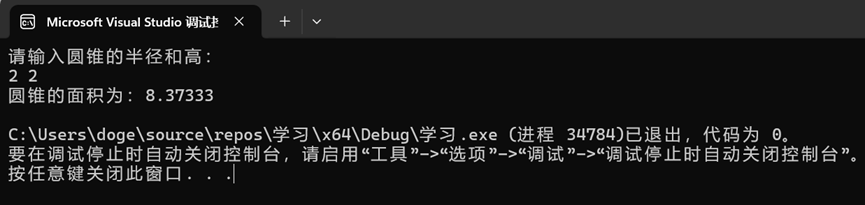 Microsoft Visual Studio 调试控
请输入圆锥的半径和高：
2 2
圆锥的面积为：8.37333
C:\Users\doge\source\repos\学习\x64\Debug\学习.exe (进程 34784)已退出，代码为 0。
要在调试停止时自动关闭控制台，请启用“工具”->“选项”->“调试”->“调试停止时自动关闭控制台”。
按任意键关闭此窗口. . .